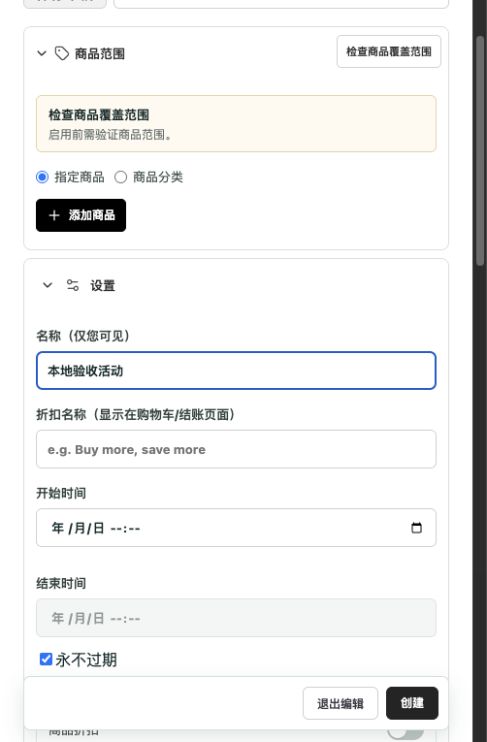 商品范围
检查商品覆盖范围
检查商品覆盖范围
启用前需验证商品范围。
指定商品 商品分类
添加商品
设置
名称（仅您可见）
本地验收活动
折扣名称（显示在购物车/结账页面）
e.g. Buy more, save more
开始时间
年 /月/日 --:--
结束时间
年 /月/日 --:--
永不过期
退出编辑 创建
商品折扣